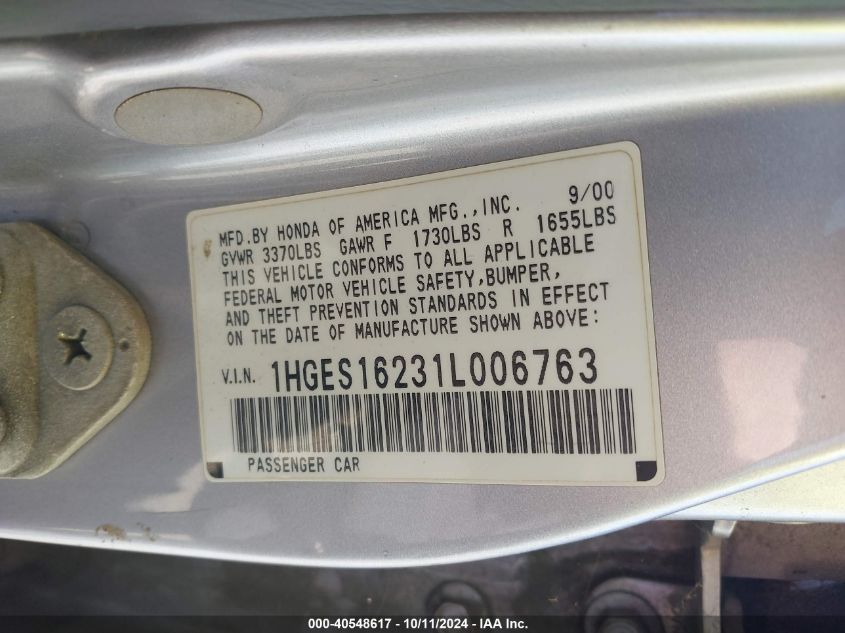 MFD.BY HONDA OF AMERICA MFG.,INC. 9/00
GVWR 3370LBS GAWR F 1730LBS R 1655LBS
THIS VEHICLE CONFORMS TO ALL APPLICABLE
FEDERAL MOTOR VEHICLE SAFETY,BUMPER,
AND THEFT PREVENTION STANDARDS IN EFFECT
ON THE DATE OF MANUFACTURE SHOWN ABOVE:
V.I.N. 1HGES16231L006763
PASSENGER CAR
000-40548617 - 10/11/2024 - IAA Inc.